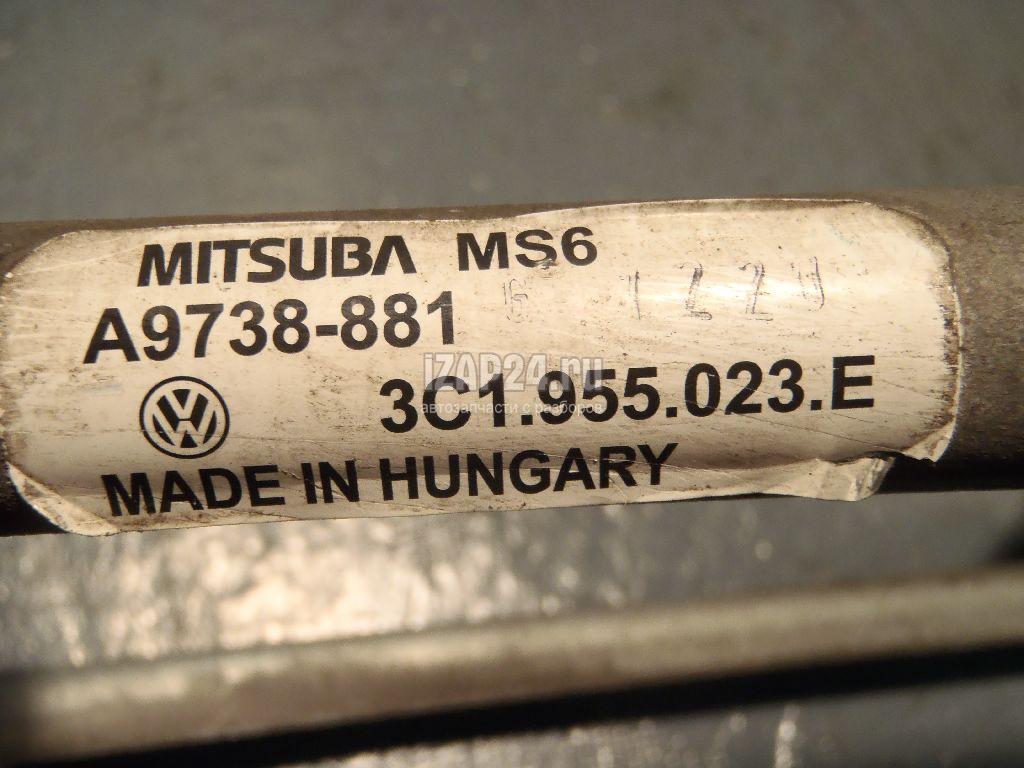 MITSUBA MS6
A9738-881
iZAP24.ru
3C1.955.023.E
автозапчасти с разборов
MADE IN HUNGARY